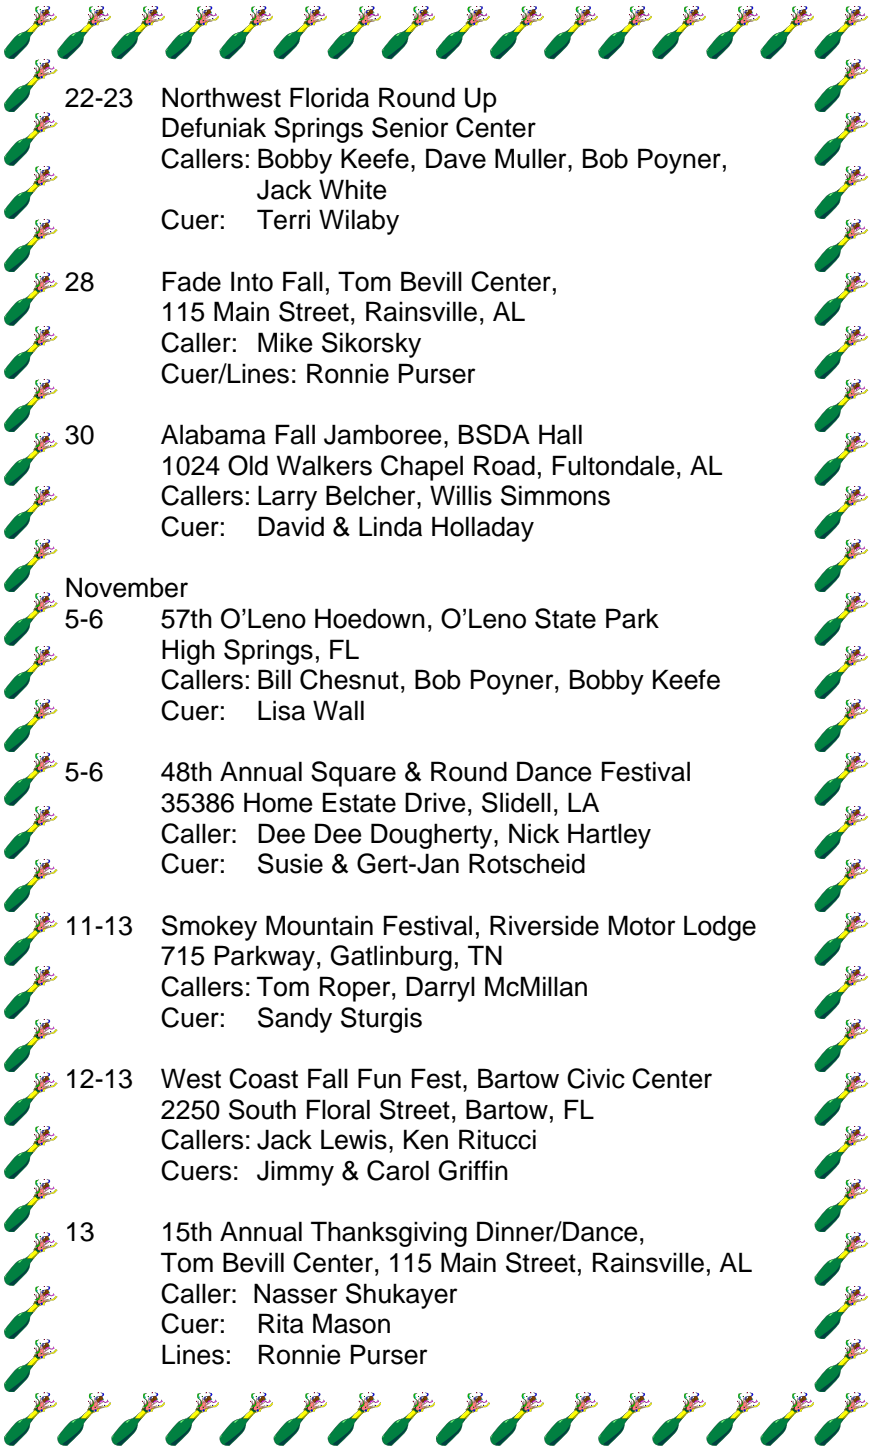 22-23 Northwest Florida Round Up
Defuniak Springs Senior Center
Callers: Bobby Keefe, Dave Muller, Bob Poyner,
Jack White
Cuer: Terri Wilaby
28 Fade Into Fall, Tom Bevill Center,
115 Main Street, Rainsville, AL
Caller: Mike Sikorsky
Cuer/Lines: Ronnie Purser
30 Alabama Fall Jamboree, BSDA Hall
1024 Old Walkers Chapel Road, Fultondale, AL
Callers: Larry Belcher, Willis Simmons
Cuer: David & Linda Holladay
November
5-6 57th O’Leno Hoedown, O’Leno State Park
High Springs, FL
Callers: Bill Chesnut, Bob Poyner, Bobby Keefe
Cuer: Lisa Wall
5-6 48th Annual Square & Round Dance Festival
35386 Home Estate Drive, Slidell, LA
Caller: Dee Dee Dougherty, Nick Hartley
Cuer: Susie & Gert-Jan Rotscheid
11-13 Smokey Mountain Festival, Riverside Motor Lodge
715 Parkway, Gatlinburg, TN
Callers: Tom Roper, Darryl McMillan
Cuer: Sandy Sturgis
12-13 West Coast Fall Fun Fest, Bartow Civic Center
2250 South Floral Street, Bartow, FL
Callers: Jack Lewis, Ken Ritucci
Cuers: Jimmy & Carol Griffin
13 15th Annual Thanksgiving Dinner/Dance,
Tom Bevill Center, 115 Main Street, Rainsville, AL
Caller: Nasser Shukayer
Cuer: Rita Mason
Lines: Ronnie Purser